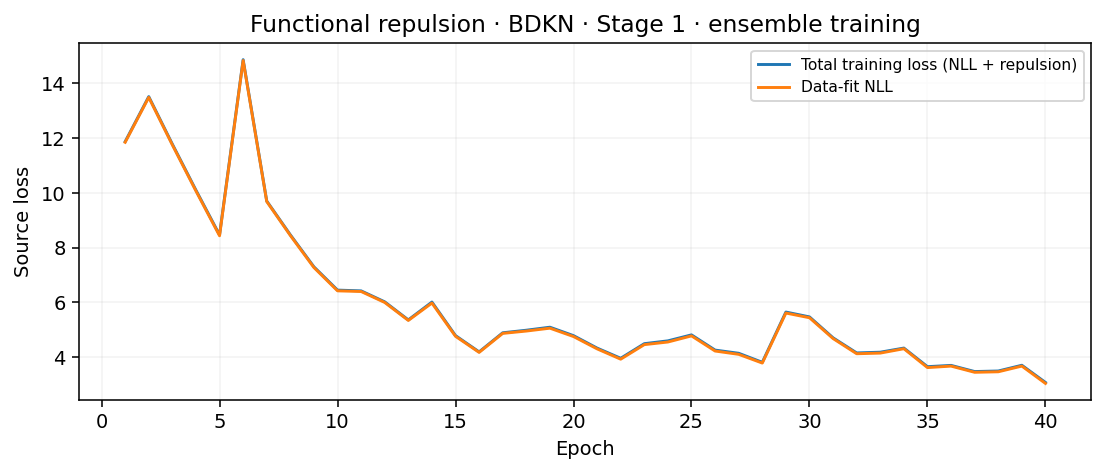 Functional repulsion · BDKN · Stage 1 · ensemble training
Total training loss (NLL + repulsion)
Data-fit NLL
Source loss
14
12
10
8
6
4
0 5 10 15 20 25 30 35 40
Epoch